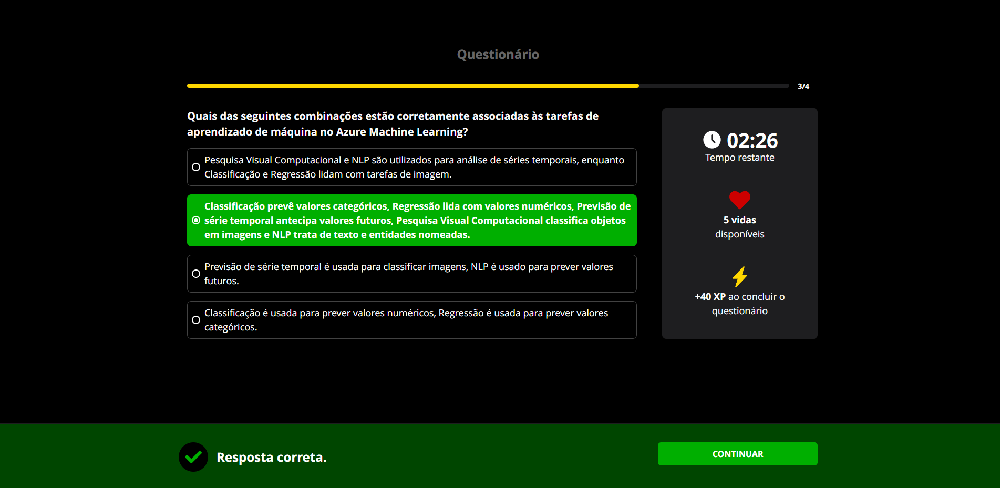 Questionário
3/4
Quais das seguintes combinações estão corretamente associadas às tarefas de
aprendizado de máquina no Azure Machine Learning?
Pesquisa Visual Computacional e NLP são utilizados para análise de séries temporais, enquanto
Classificação e Regressão lidam com tarefas de imagem.
Classificação prevê valores categóricos, Regressão lida com valores numéricos, Previsão de
série temporal antecipa valores futuros, Pesquisa Visual Computacional classifica objetos
em imagens e NLP trata de texto e entidades nomeadas.
Previsão de série temporal é usada para classificar imagens, NLP é usado para prever valores
futuros.
Classificação é usada para prever valores numéricos, Regressão é usada para prever valores
categóricos.
02:26
Tempo restante
5 vidas
disponíveis
+40 XP ao concluir o
questionário
Resposta correta.
CONTINUAR